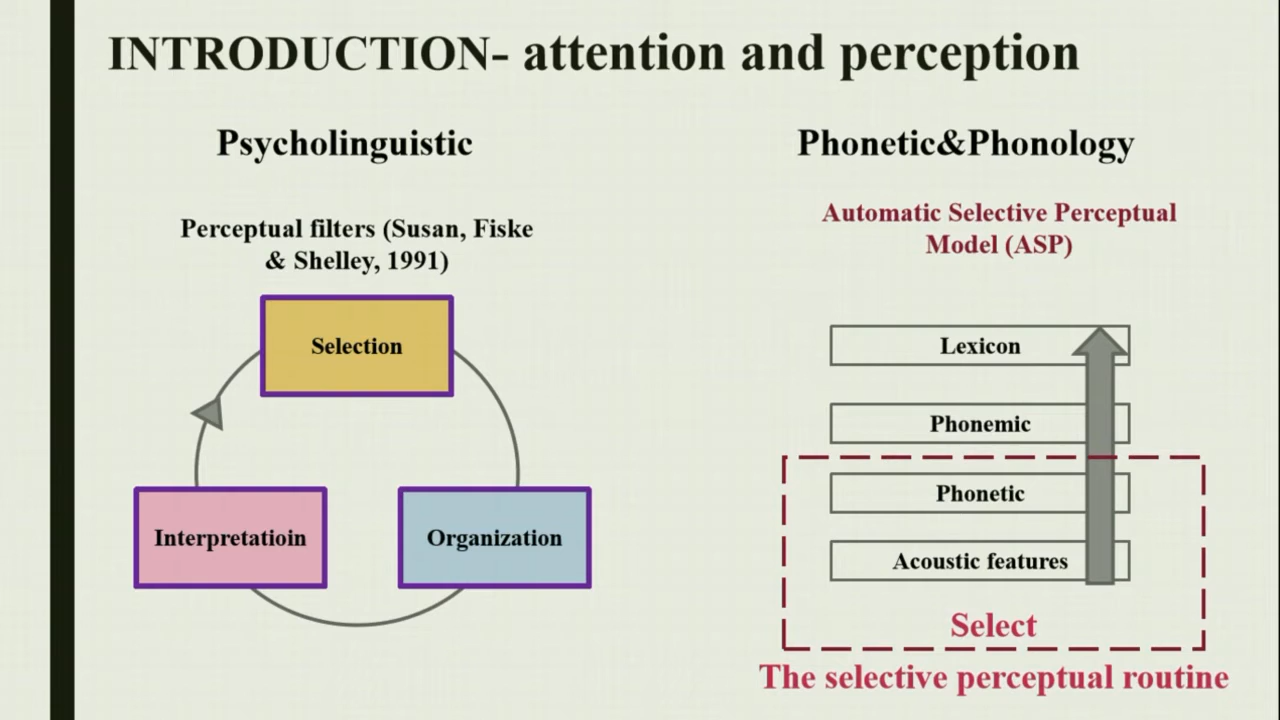 INTRODUCTION- attention and perception
Psycholinguistic
Perceptual filters (Susan, Fiske
& Shelley, 1991)
Selection
Interpretatioin
Organization
Phonetic&Phonology
Automatic Selective Perceptual
Model (ASP)
Lexicon
Phonemic
Phonetic
Acoustic features
Select
The selective perceptual routine